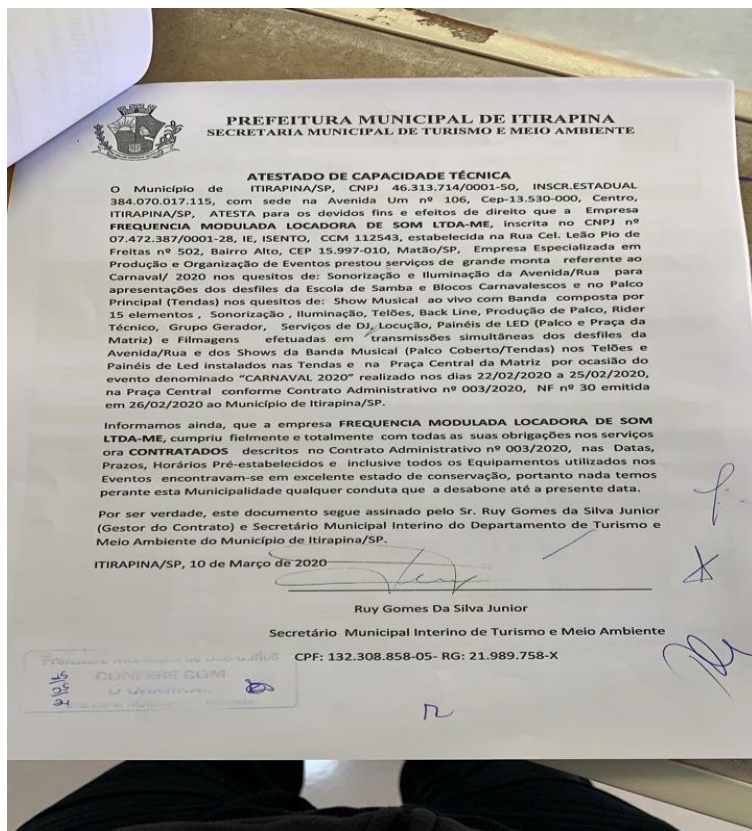 PREFEITURA MUNICIPAL DE ITIRAPINA
SECRETARIA MUNICIPAL DE TURISMO E MEIO AMBIENTE
ATESTADO DE CAPACIDADE TÉCNICA
O Município de ITIRAPINA/SP, CNPJ 46.313.714/0001-50, INSCR.ESTADUAL
384.070.017.115, com sede na Avenida Um nº 106, Cep-13.530-000, Centro,
ITIRAPINA/SP, ATESTA para os devidos fins e efeitos de direito que a Empresa
FREQUENCIA MODULADA LOCADORA DE SOM LTDA-ME, inscrita no CNPJ nº
07.472.387/0001-28, IE, ISENTO, CCM 112543, estabelecida na Rua Cel. Leão Pio de
Freitas nº 502, Bairro Alto, CEP 15.997-010, Matão/SP, Empresa Especializada em
Produção e Organização de Eventos prestou serviços de grande monta referente ao
Carnaval/ 2020 nos quesitos de: Sonorização e Iluminação da Avenida/Rua para
apresentações dos desfiles da Escola de Samba e Blocos Carnavalescos e no Palco
Principal (Tendas) nos quesitos de: Show Musical ao vivo com Banda composta por
15 elementos , Sonorização , Iluminação, Telões, Back Line, Produção de Palco, Rider
Técnico, Grupo Gerador, Serviços de DJ, Locução, Painéis de LED (Palco e Praça da
Matriz) e Filmagens efetuadas em transmissões simultâneas dos desfiles da
Avenida/Rua e dos Shows da Banda Musical (Palco Coberto/Tendas) nos Telões e
Painéis de Led instalados nas Tendas e na Praça Central da Matriz por ocasião do
evento denominado "CARNAVAL 2020" realizado nos dias 22/02/2020 a 25/02/2020,
na Praça Central conforme Contrato Administrativo nº 003/2020, NF nº 30 emitida
em 26/02/2020 ao Município de Itirapina/SP.
Informamos ainda, que a empresa FREQUENCIA MODULADA LOCADORA DE SOM
LTDA-ME, cumpriu fielmente e totalmente com todas as suas obrigações nos serviços
ora CONTRATADOS descritos no Contrato Administrativo nº 003/2020, nas Datas,
Prazos, Horários Pré-estabelecidos e inclusive todos os Equipamentos utilizados nos
Eventos encontravam-se em excelente estado de conservação, portanto nada temos
perante esta Municipalidade qualquer conduta que a desabone até a presente data.
Por ser verdade, este documento segue assinado pelo Sr. Ruy Gomes da Silva Junior
(Gestor do Contrato) e Secretário Municipal Interino do Departamento de Turismo e
Meio Ambiente do Município de Itirapina/SP.
ITIRAPINA/SP, 10 de Março de 2020
Ruy Gomes Da Silva Junior
Secretário Municipal Interino de Turismo e Meio Ambiente
CPF: 132.308.858-05- RG: 21.989.758-X
CONFERE COM
O ORIGINAL